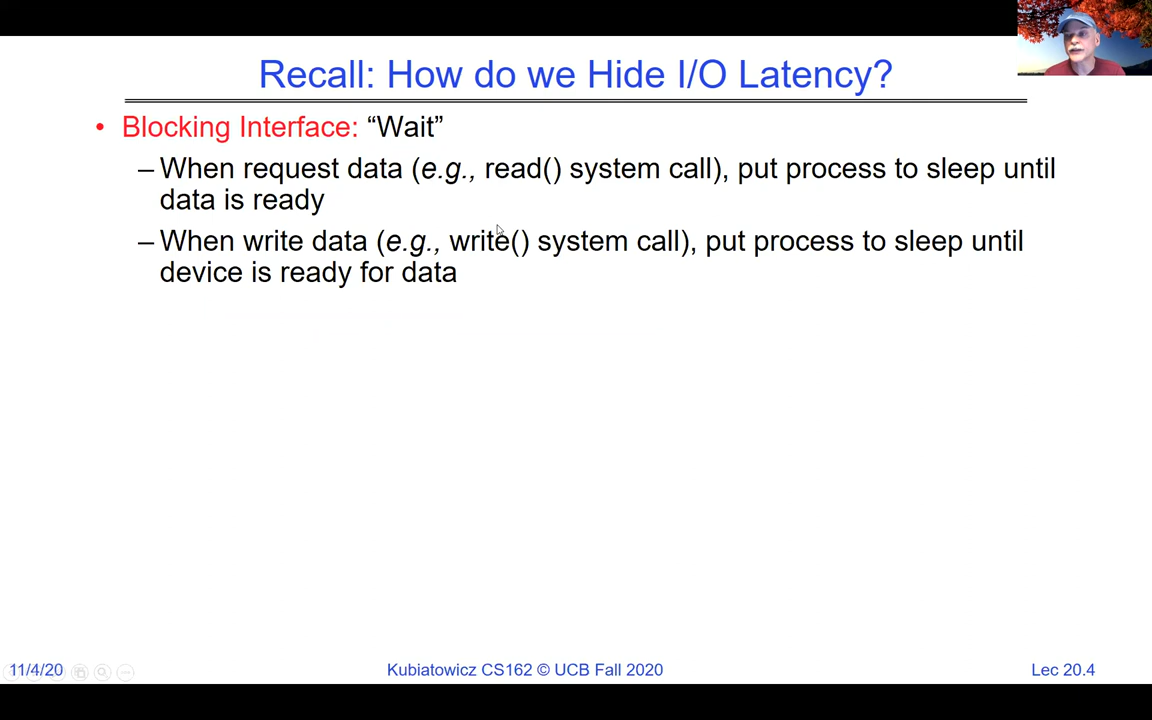 Recall: How do we Hide I/O Latency?
• Blocking Interface: “Wait”
– When request data (e.g., read() system call), put process to sleep until
data is ready
– When write data (e.g., write() system call), put process to sleep until
device is ready for data
11/4/20
Kubiatowicz CS162 © UCB Fall 2020
Lec 20.4